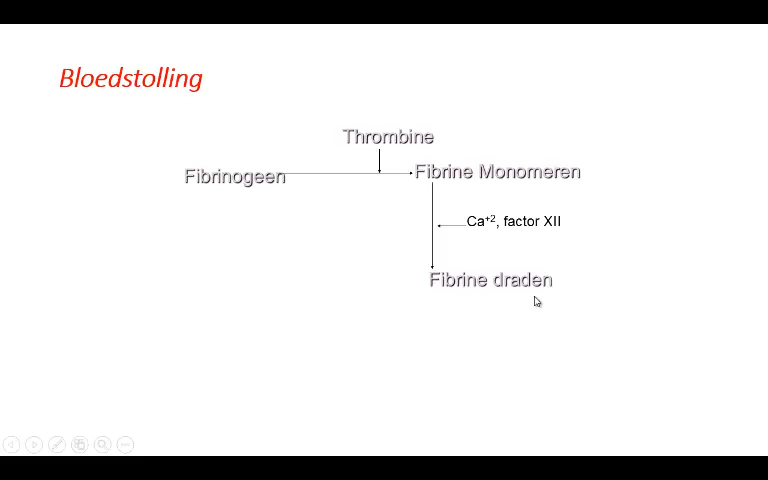 Bloedstolling
Thrombine
Fibrinogeen
Fibrine Monomeren
Ca⁺², factor XII
Fibrine draden